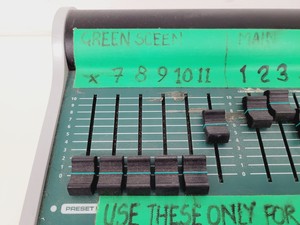 GREEN SCEEN MAIN
x 7 8 9 10 11 1 2 3
PRESET
USE THESE ONLY FOR